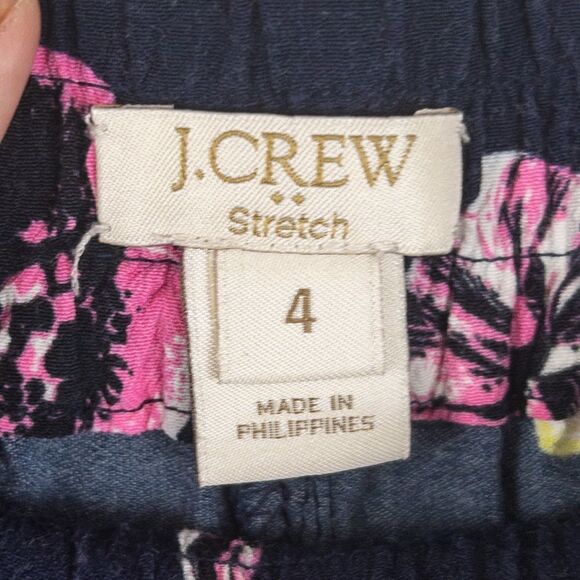 J.CREW
Stretch
4
MADE IN
PHILIPPINES